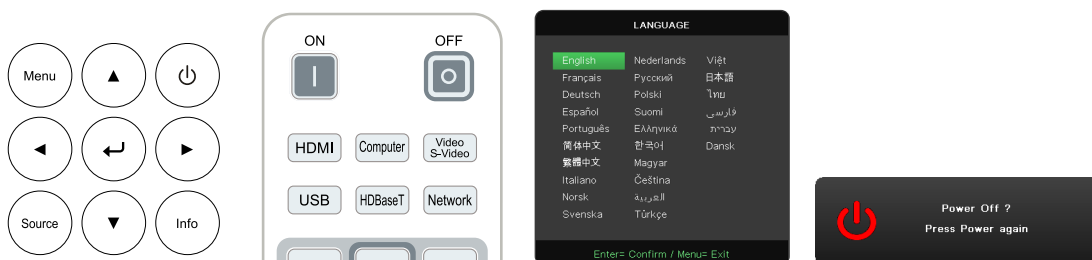 Menu
Source
Info
ON
OFF
HDMI
Computer
Video
S-Video
USB
HDBaseT
Network
LANGUAGE
English
Français
Deutsch
Español
Português
简体中文
繁體中文
Italiano
Norsk
Svenska
Nederlands
Русский
Polski
Suomi
Ελληνικά
한국어
Magyar
Čeština
العربية
Türkçe
Việt
日本語
ไทย
فارسی
עברית
Dansk
Enter= Confirm / Menu= Exit
Power Off ?
Press Power again